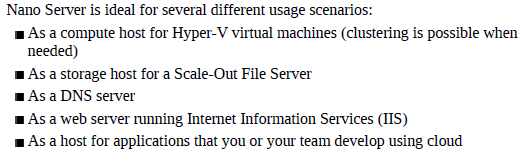 Nano Server is ideal for several different usage scenarios:
■ As a compute host for Hyper-V virtual machines (clustering is possible when
needed)
■ As a storage host for a Scale-Out File Server
■ As a DNS server
■ As a web server running Internet Information Services (IIS)
■ As a host for applications that you or your team develop using cloud